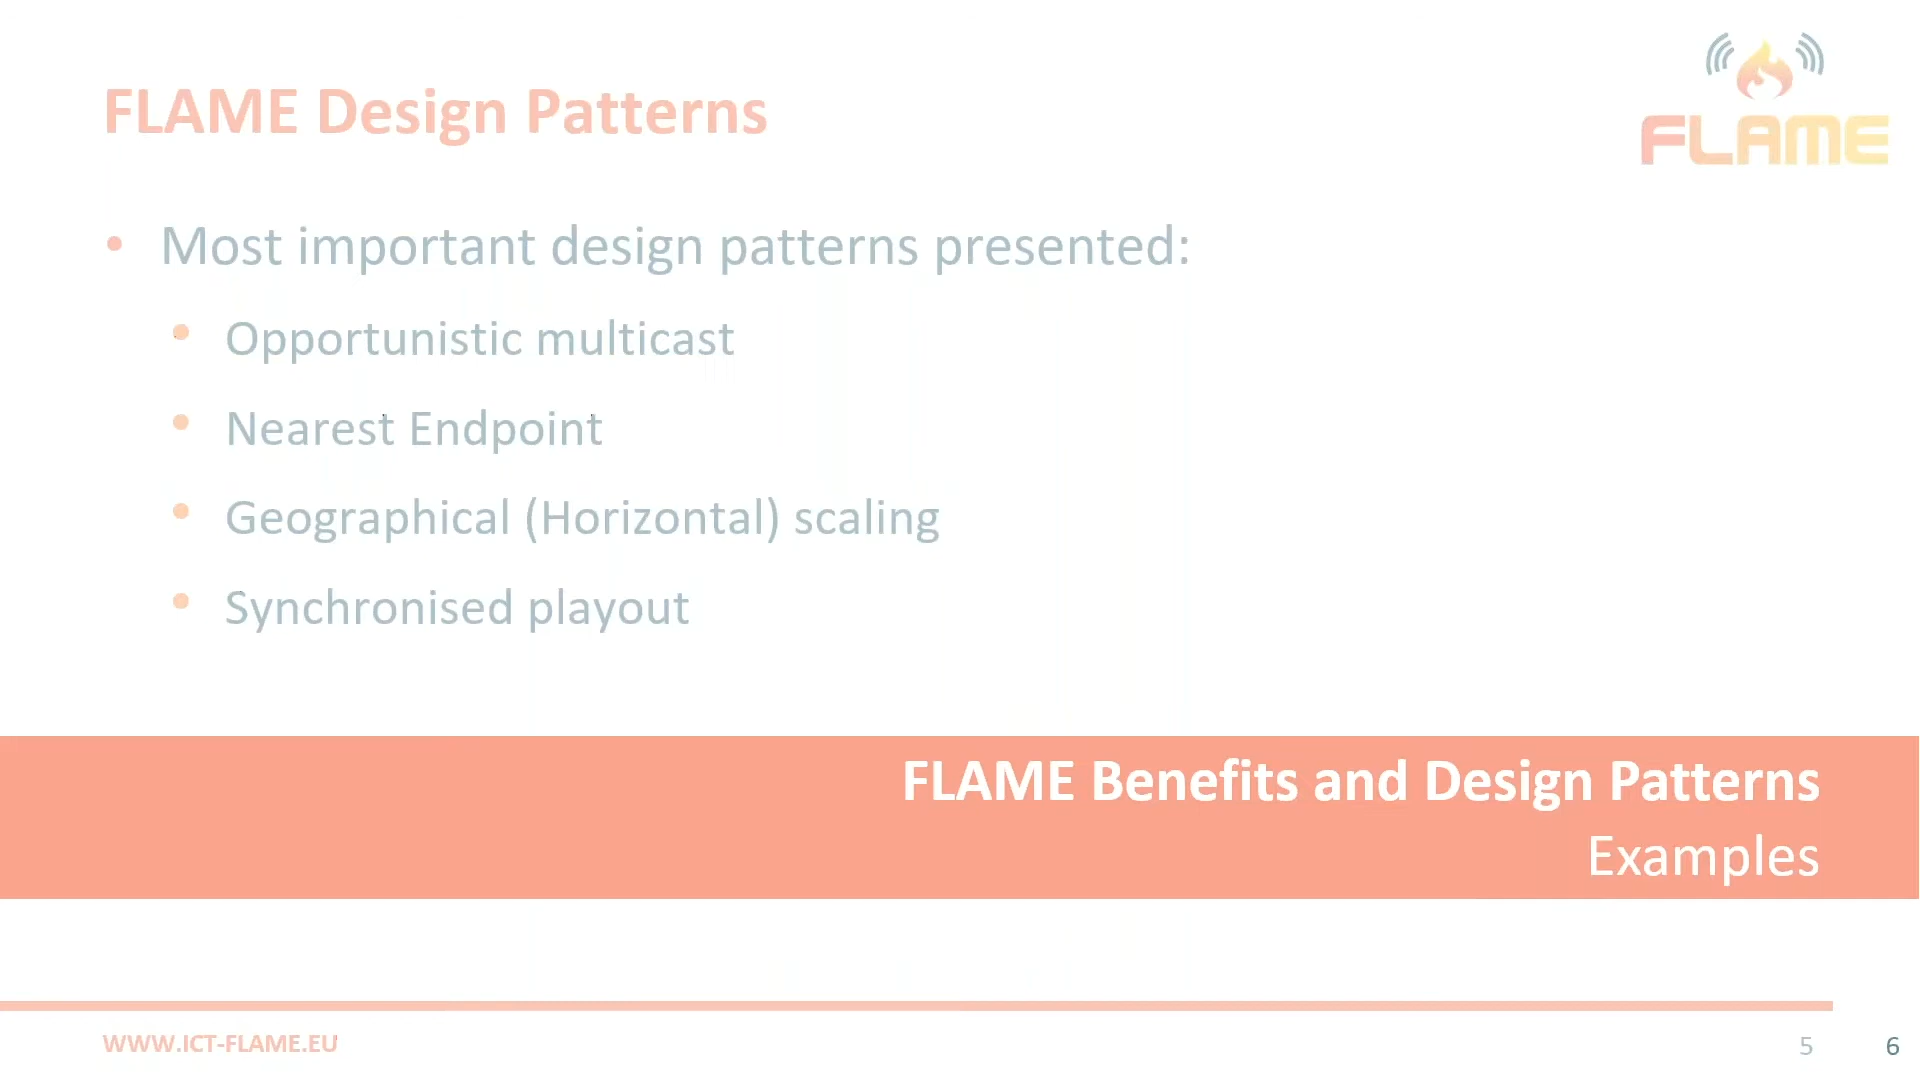 FLAME Design Patterns
FLAME
• Most important design patterns presented:
• Opportunistic multicast
• Nearest Endpoint
• Geographical (Horizontal) scaling
• Synchronised playout
FLAME Benefits and Design Patterns
Examples
WWW.ICT-FLAME.EU
5
6